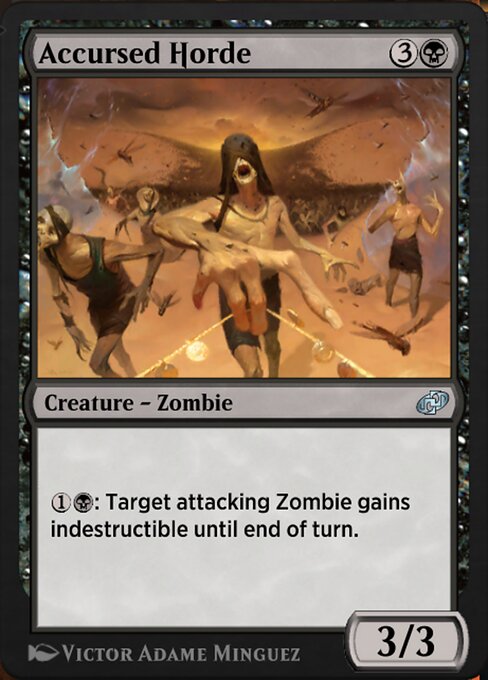 Accursed Horde 3
Creature – Zombie
1: Target attacking Zombie gains
indestructible until end of turn.
Victor Adame Minguez
3/3